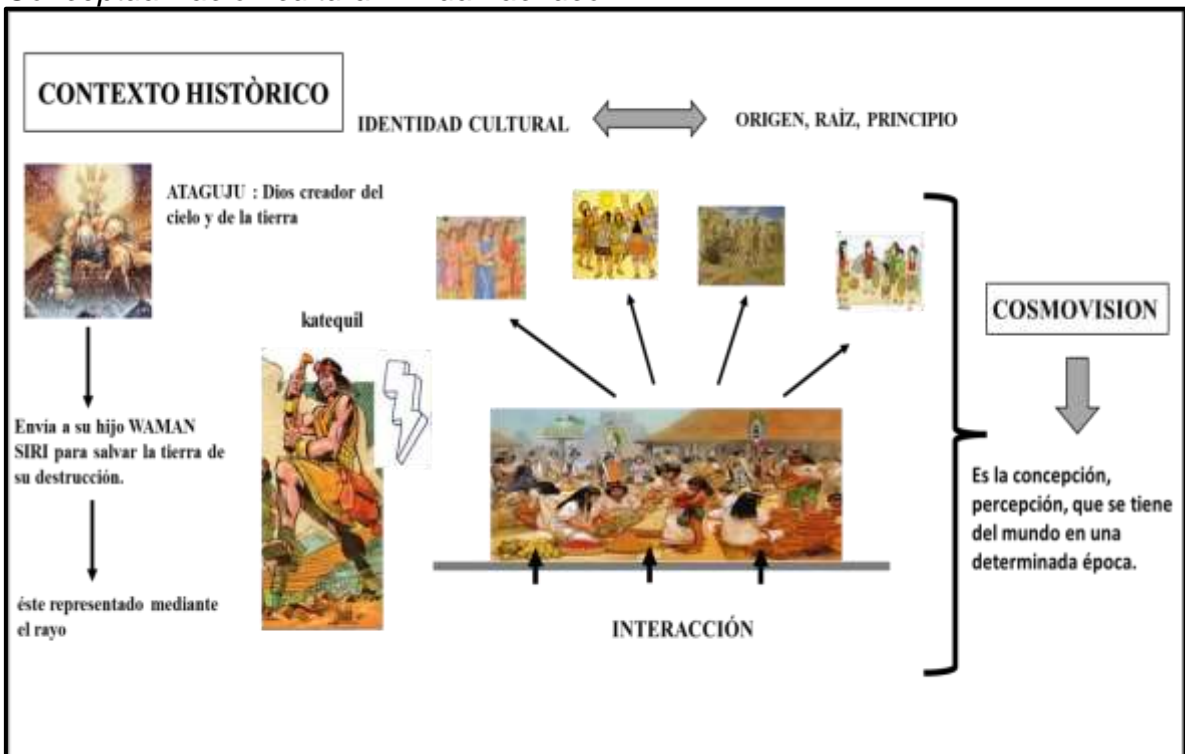 CONTEXTO HISTÒRICO
IDENTIDAD CULTURAL
ORIGEN, RAÌZ, PRINCIPIO
ATAGUJU : Dios creador del
cielo y de la tierra
katequil
Envía a su hijo WAMAN
SIRI para salvar la tierra de
su destrucción.
éste representado mediante
el rayo
INTERACCIÓN
COSMOVISION
Es la concepción,
percepción, que se tiene
del mundo en una
determinada época.